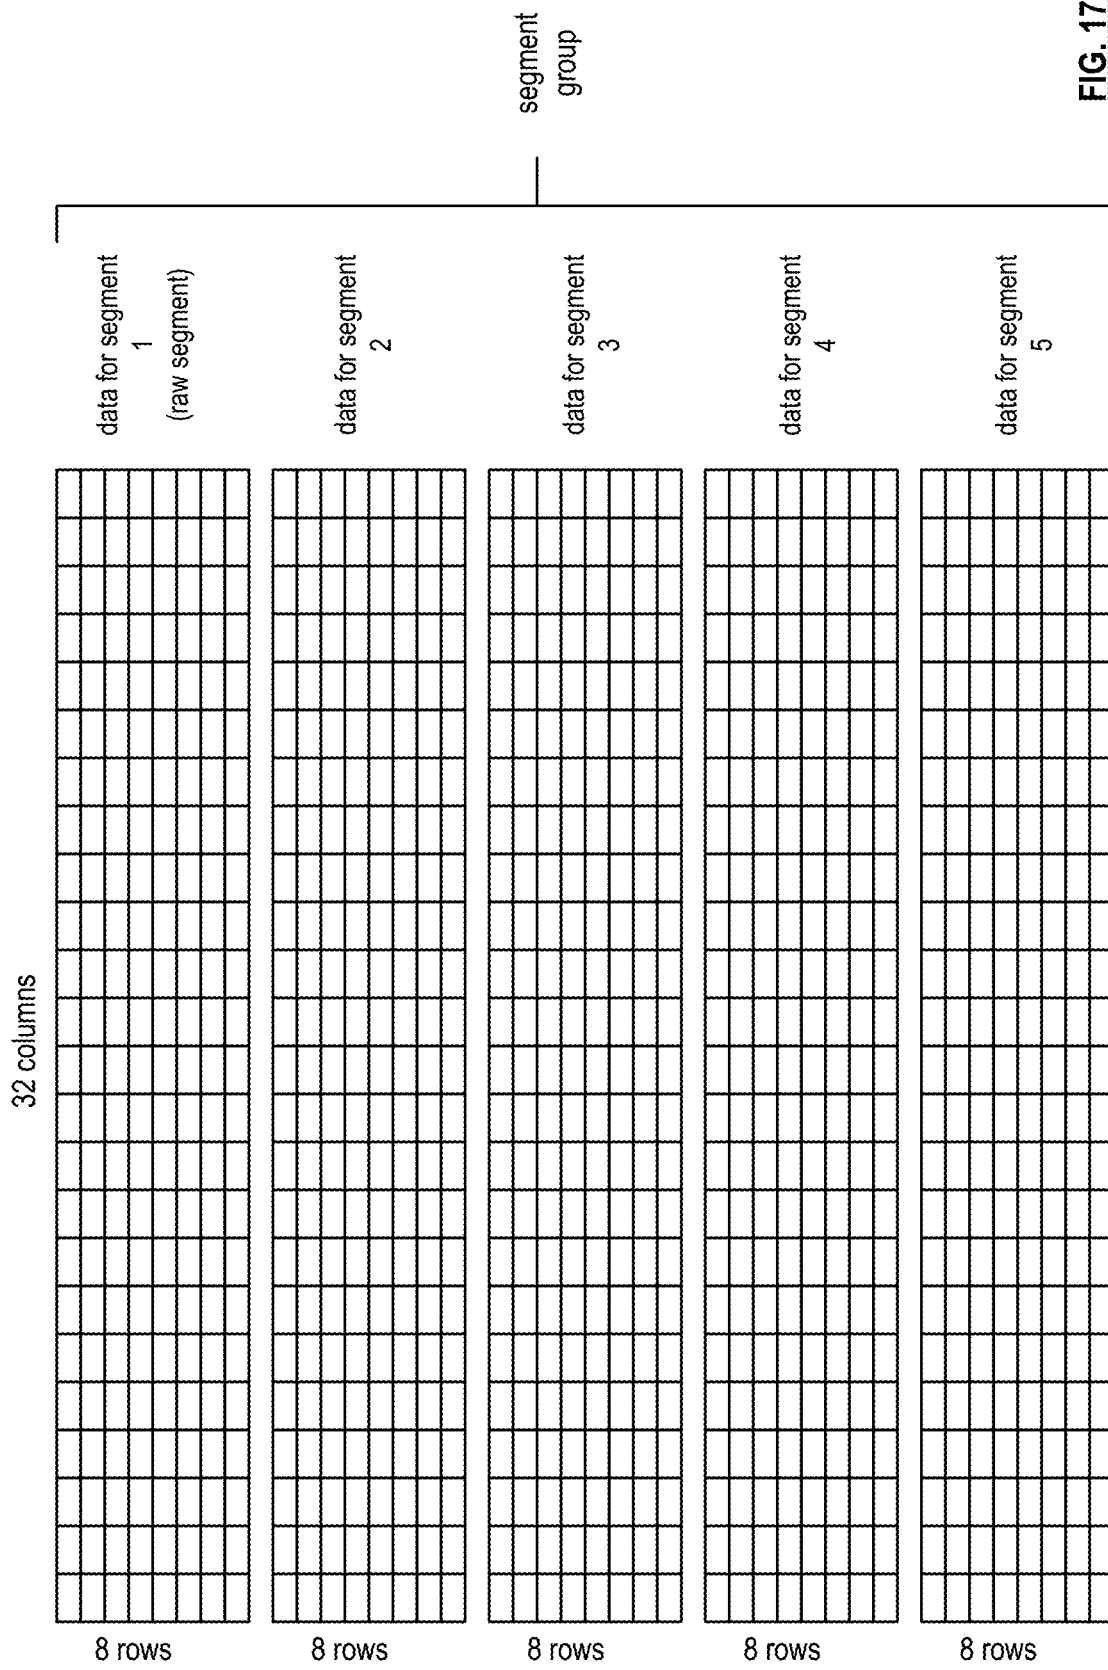 32 columns
8 rows
data for segment
1
(raw segment)
8 rows
data for segment
2
8 rows
data for segment
3
8 rows
data for segment
4
8 rows
data for segment
5
segment
group
FIG. 17